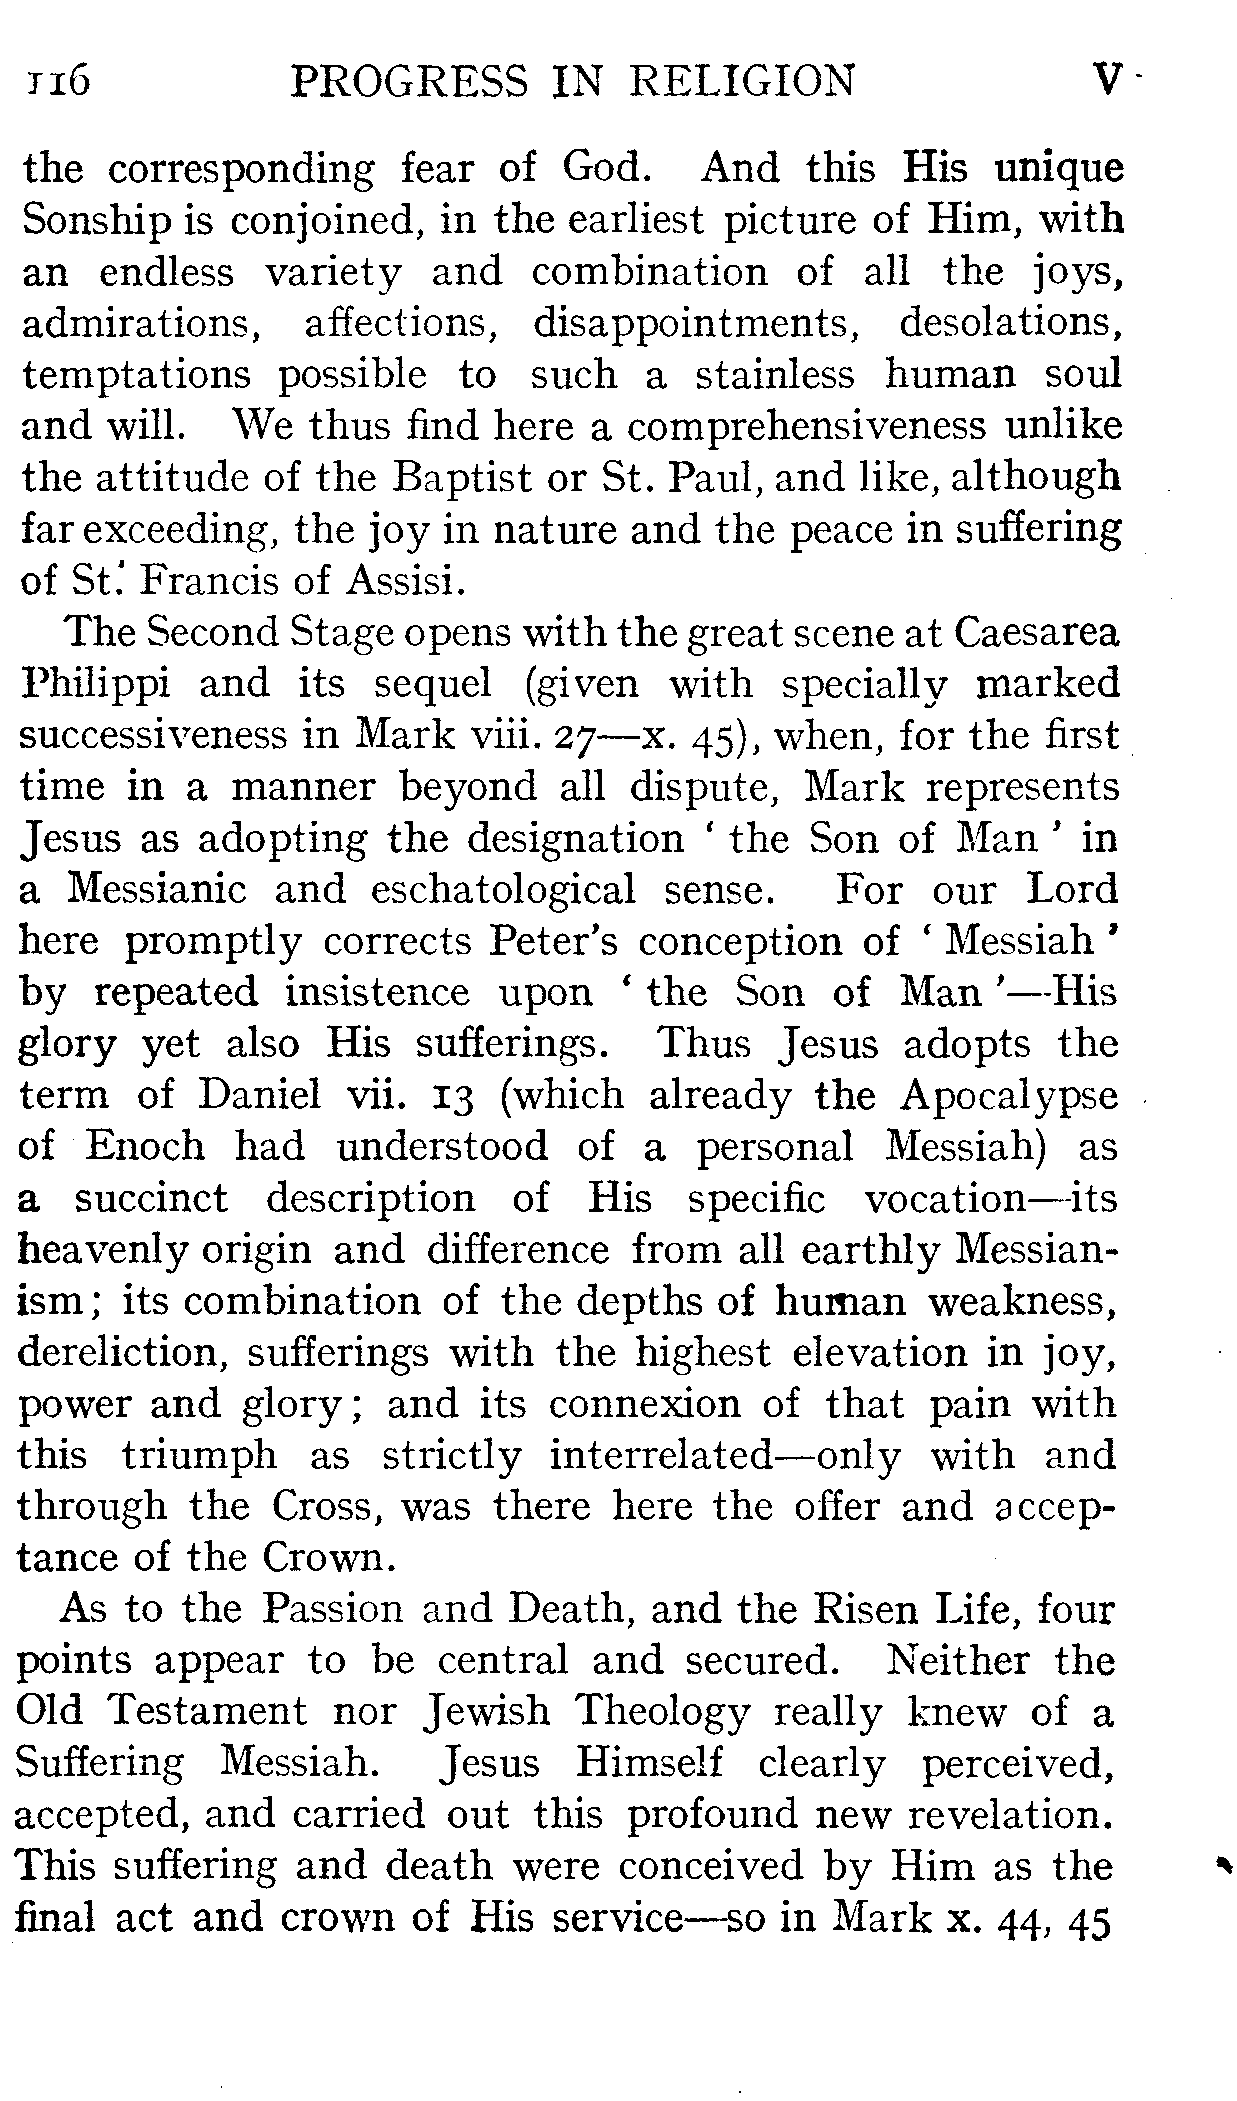 116 PROGRESS IN RELIGION V
the corresponding fear of God. And this His unique
Sonship is conjoined, in the earliest picture of Him, with
an endless variety and combination of all the joys,
admirations, affections, disappointments, desolations,
temptations possible to such a stainless human soul
and will. We thus find here a comprehensiveness unlike
the attitude of the Baptist or St. Paul, and like, although
far exceeding, the joy in nature and the peace in suffering
of St. Francis of Assisi.
The Second Stage opens with the great scene at Caesarea
Philippi and its sequel (given with specially marked
successiveness in Mark viii. 27—x. 45), when, for the first
time in a manner beyond all dispute, Mark represents
Jesus as adopting the designation ‘ the Son of Man ’ in
a Messianic and eschatological sense. For our Lord
here promptly corrects Peter’s conception of ‘ Messiah ’
by repeated insistence upon ‘ the Son of Man ’—His
glory yet also His sufferings. Thus Jesus adopts the
term of Daniel vii. 13 (which already the Apocalypse
of Enoch had understood of a personal Messiah) as
a succinct description of His specific vocation—its
heavenly origin and difference from all earthly Messian-
ism; its combination of the depths of human weakness,
dereliction, sufferings with the highest elevation in joy,
power and glory; and its connexion of that pain with
this triumph as strictly interrelated—only with and
through the Cross, was there here the offer and accep-
tance of the Crown.
As to the Passion and Death, and the Risen Life, four
points appear to be central and secured. Neither the
Old Testament nor Jewish Theology really knew of a
Suffering Messiah. Jesus Himself clearly perceived,
accepted, and carried out this profound new revelation.
This suffering and death were conceived by Him as the
final act and crown of His service—so in Mark x. 44, 45